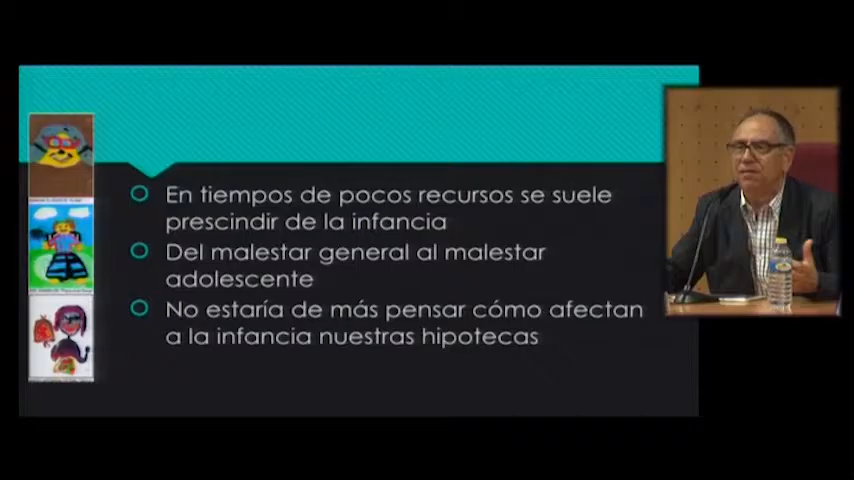 En tiempos de pocos recursos se suele
prescindir de la infancia
Del malestar general al malestar
adolescente
No estaría de más pensar cómo afectan
a la infancia nuestras hipotecas